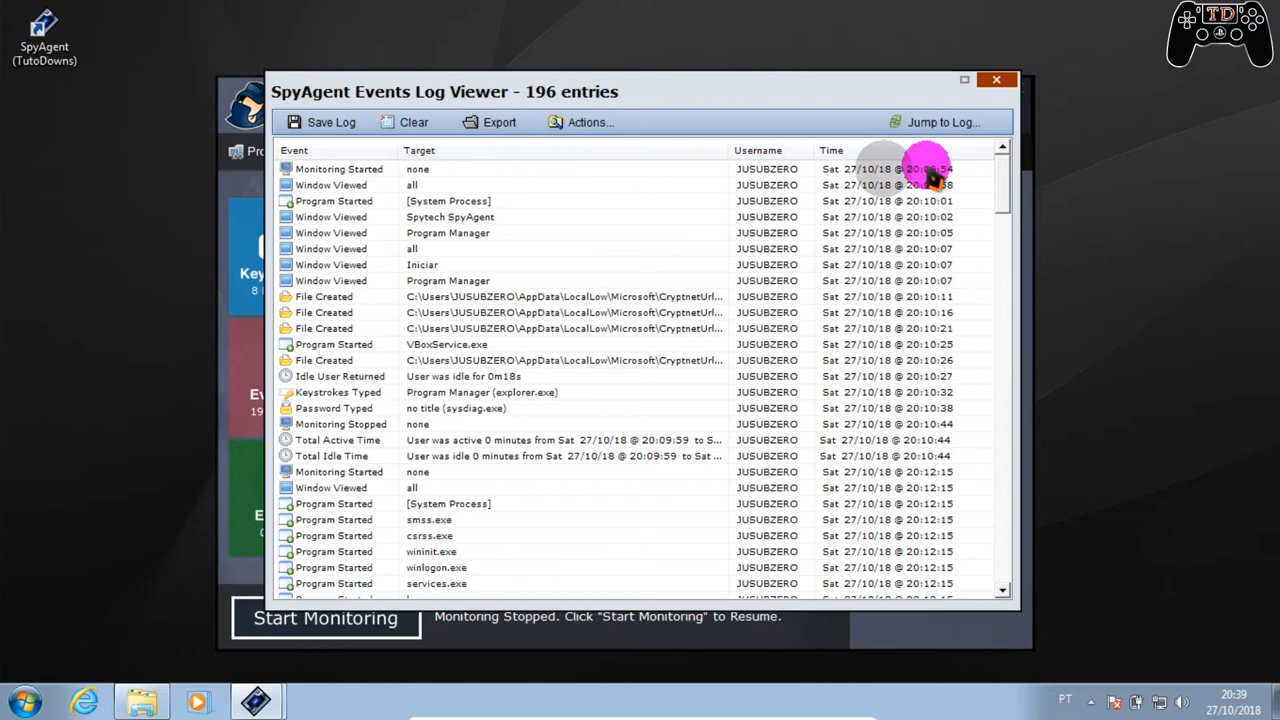 SpyAgent
(TutoDowns)
TD
SpyAgent Events Log Viewer - 196 entries
Save Log Clear Export Actions... Jump to Log...
Event Target Username Time
Monitoring Started none JUSUBZERO Sat 27/10/18 @
Window Viewed all JUSUBZERO Sat 27/10/18 @
Program Started [System Process] JUSUBZERO Sat 27/10/18 @ 20:10:01
Window Viewed Spytech SpyAgent JUSUBZERO Sat 27/10/18 @ 20:10:02
Window Viewed Program Manager JUSUBZERO Sat 27/10/18 @ 20:10:05
Window Viewed all JUSUBZERO Sat 27/10/18 @ 20:10:07
Window Viewed Iniciar JUSUBZERO Sat 27/10/18 @ 20:10:07
Window Viewed Program Manager JUSUBZERO Sat 27/10/18 @ 20:10:07
File Created C:\Users\JUSUBZERO\AppData\LocalLow\Microsoft\CryptnetUrl... JUSUBZERO Sat 27/10/18 @ 20:10:11
File Created C:\Users\JUSUBZERO\AppData\LocalLow\Microsoft\CryptnetUrl... JUSUBZERO Sat 27/10/18 @ 20:10:16
File Created C:\Users\JUSUBZERO\AppData\LocalLow\Microsoft\CryptnetUrl... JUSUBZERO Sat 27/10/18 @ 20:10:21
Program Started VBoxService.exe JUSUBZERO Sat 27/10/18 @ 20:10:25
File Created C:\Users\JUSUBZERO\AppData\LocalLow\Microsoft\CryptnetUrl... JUSUBZERO Sat 27/10/18 @ 20:10:26
Idle User Returned User was idle for 0m18s JUSUBZERO Sat 27/10/18 @ 20:10:27
Keystrokes Typed Program Manager (explorer.exe) JUSUBZERO Sat 27/10/18 @ 20:10:32
Password Typed no title (sysdiag.exe) JUSUBZERO Sat 27/10/18 @ 20:10:38
Monitoring Stopped none JUSUBZERO Sat 27/10/18 @ 20:10:44
Total Active Time User was active 0 minutes from Sat 27/10/18 @ 20:09:59 to S... JUSUBZERO Sat 27/10/18 @ 20:10:44
Total Idle Time User was idle 0 minutes from Sat 27/10/18 @ 20:09:59 to Sat ... JUSUBZERO Sat 27/10/18 @ 20:10:44
Monitoring Started none JUSUBZERO Sat 27/10/18 @ 20:12:15
Window Viewed all JUSUBZERO Sat 27/10/18 @ 20:12:15
Program Started [System Process] JUSUBZERO Sat 27/10/18 @ 20:12:15
Program Started smss.exe JUSUBZERO Sat 27/10/18 @ 20:12:15
Program Started csrss.exe JUSUBZERO Sat 27/10/18 @ 20:12:15
Program Started wininit.exe JUSUBZERO Sat 27/10/18 @ 20:12:15
Program Started winlogon.exe JUSUBZERO Sat 27/10/18 @ 20:12:15
Program Started services.exe JUSUBZERO Sat 27/10/18 @ 20:12:15
Start Monitoring Monitoring Stopped. Click "Start Monitoring" to Resume.
PT 20:39
27/10/2018